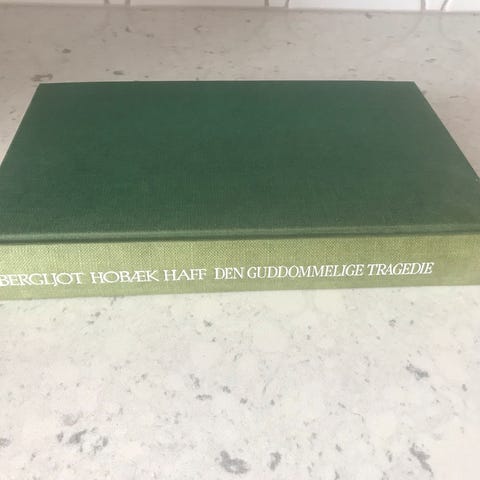 BERGLJOT HOBÆK HAFF DEN GUDDOMMELIGE TRAGEDIE